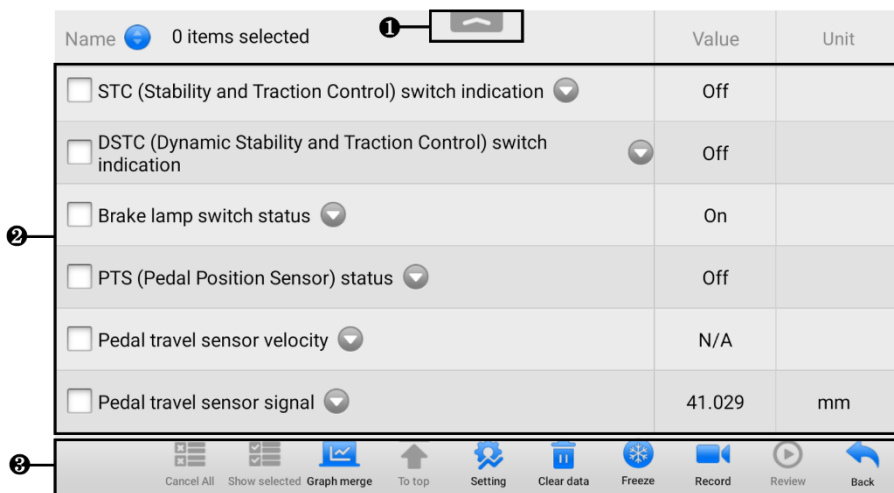 Name 0 items selected ❶ Value Unit
STC (Stability and Traction Control) switch indication Off
DSTC (Dynamic Stability and Traction Control) switch
indication Off
Brake lamp switch status On
❷
PTS (Pedal Position Sensor) status Off
Pedal travel sensor velocity N/A
Pedal travel sensor signal 41.029 mm
❸
Cancel All Show selected Graph merge To top Setting Clear data Freeze Record Review Back